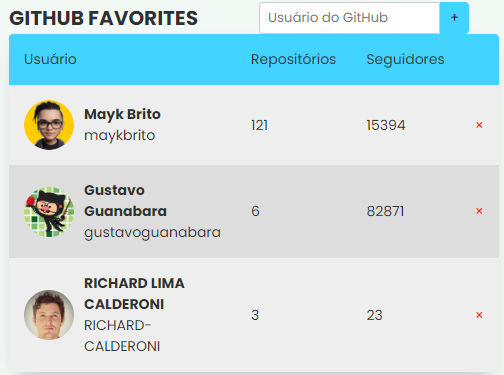 GITHUB FAVORITES
Usuário do GitHub
+
Usuário Repositórios Seguidores
Mayk Brito
maykbrito
121 15394 ×
Gustavo
Guanabara
gustavoguanabara
6 82871 ×
RICHARD LIMA
CALDERONI
RICHARD-
CALDERONI
3 23 ×